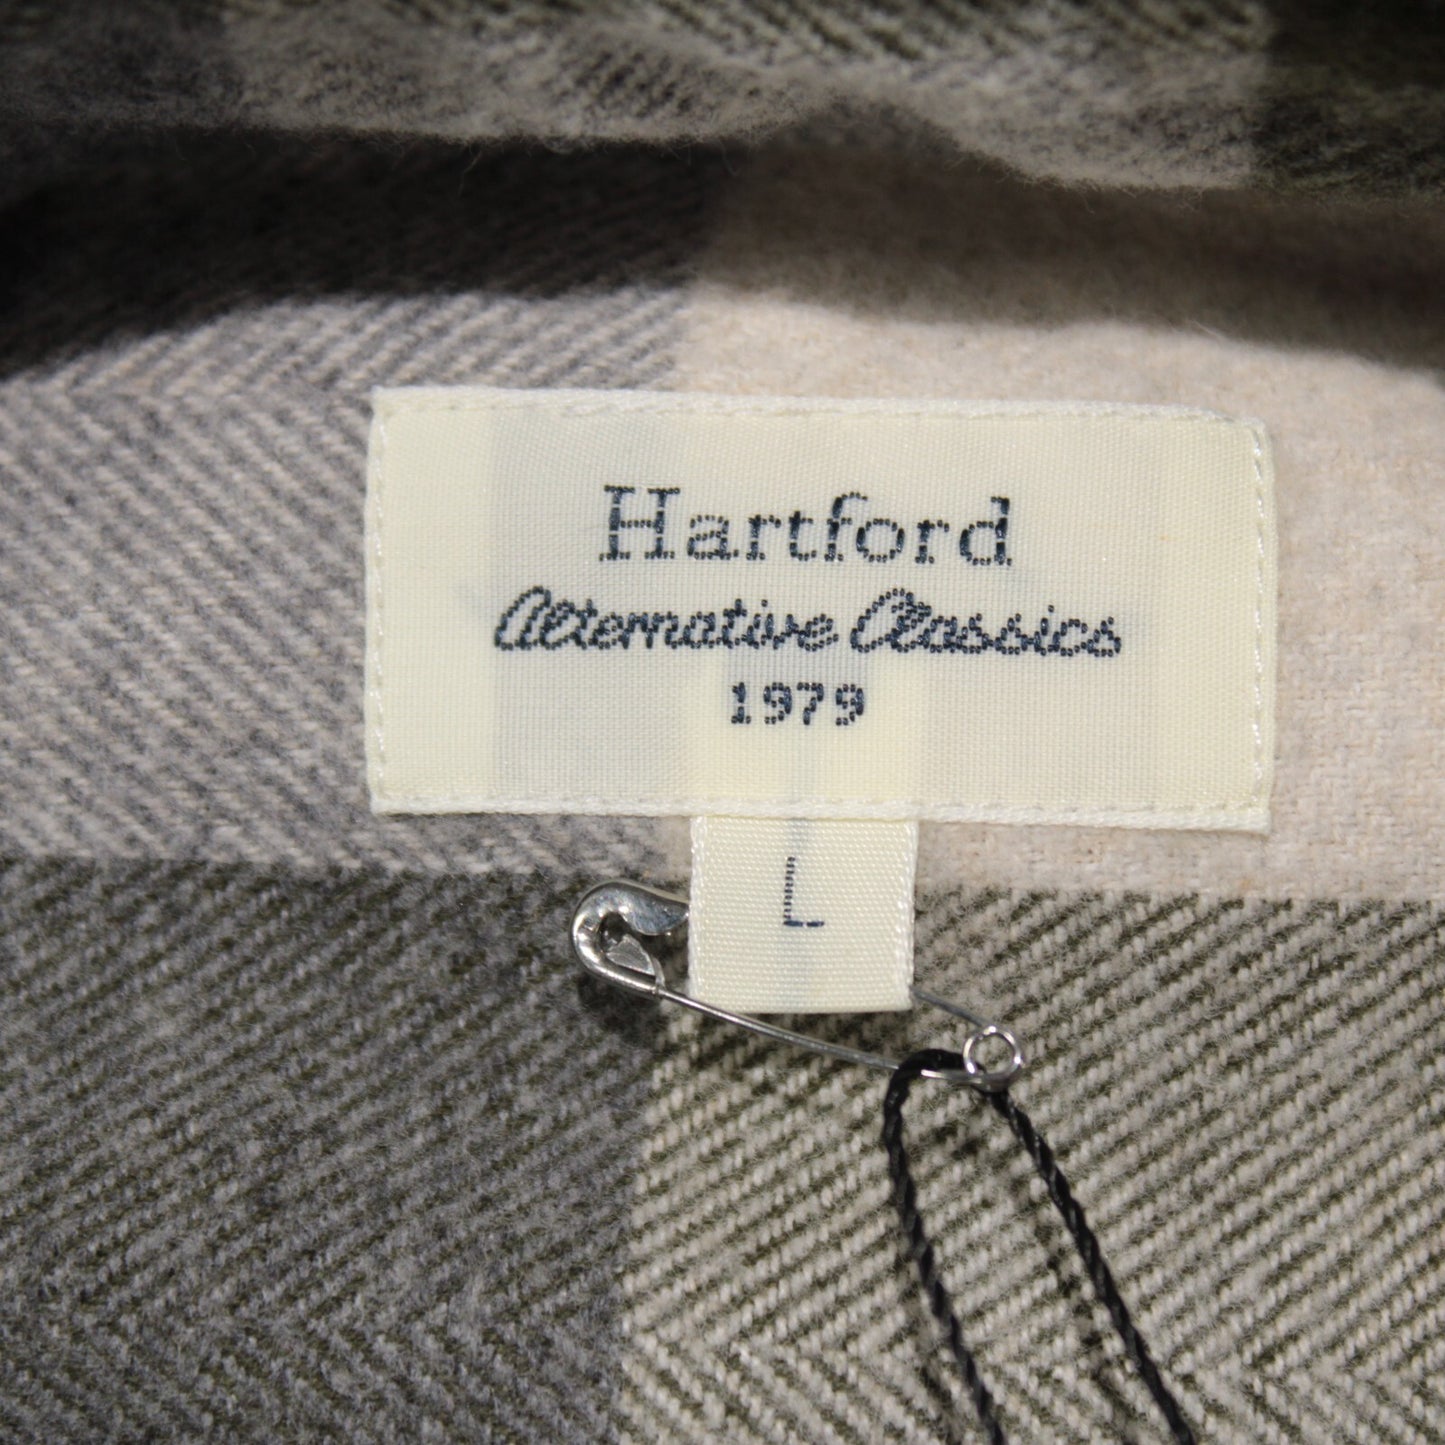 Hartford
Alternative Classics
1979
L